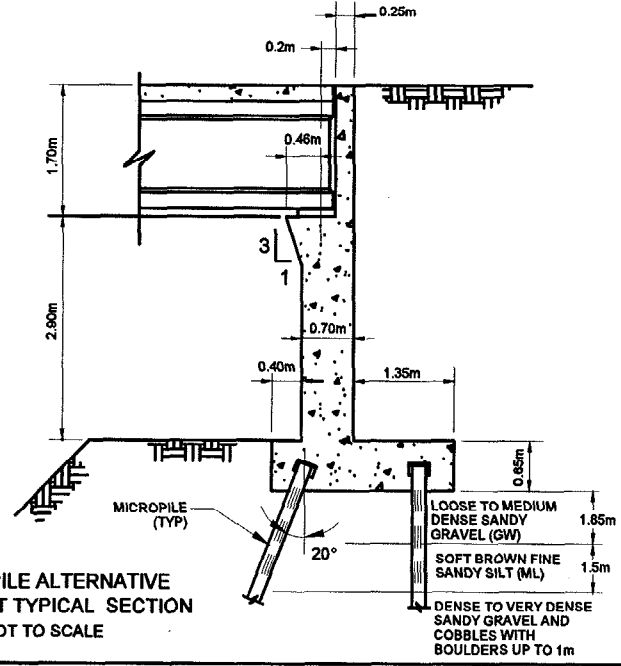 0.25m
0.2m
0.46m
1.70m
3
1
2.90m
0.70m
0.40m
1.35m
0.65m
MICROPILE
(TYP)
20°
LOOSE TO MEDIUM
DENSE SANDY
GRAVEL (GW)
1.85m
SOFT BROWN FINE
SANDY SILT (ML)
1.5m
DENSE TO VERY DENSE
SANDY GRAVEL AND
COBBLES WITH
BOULDERS UP TO 1m
PILE ALTERNATIVE
T TYPICAL SECTION
OT TO SCALE